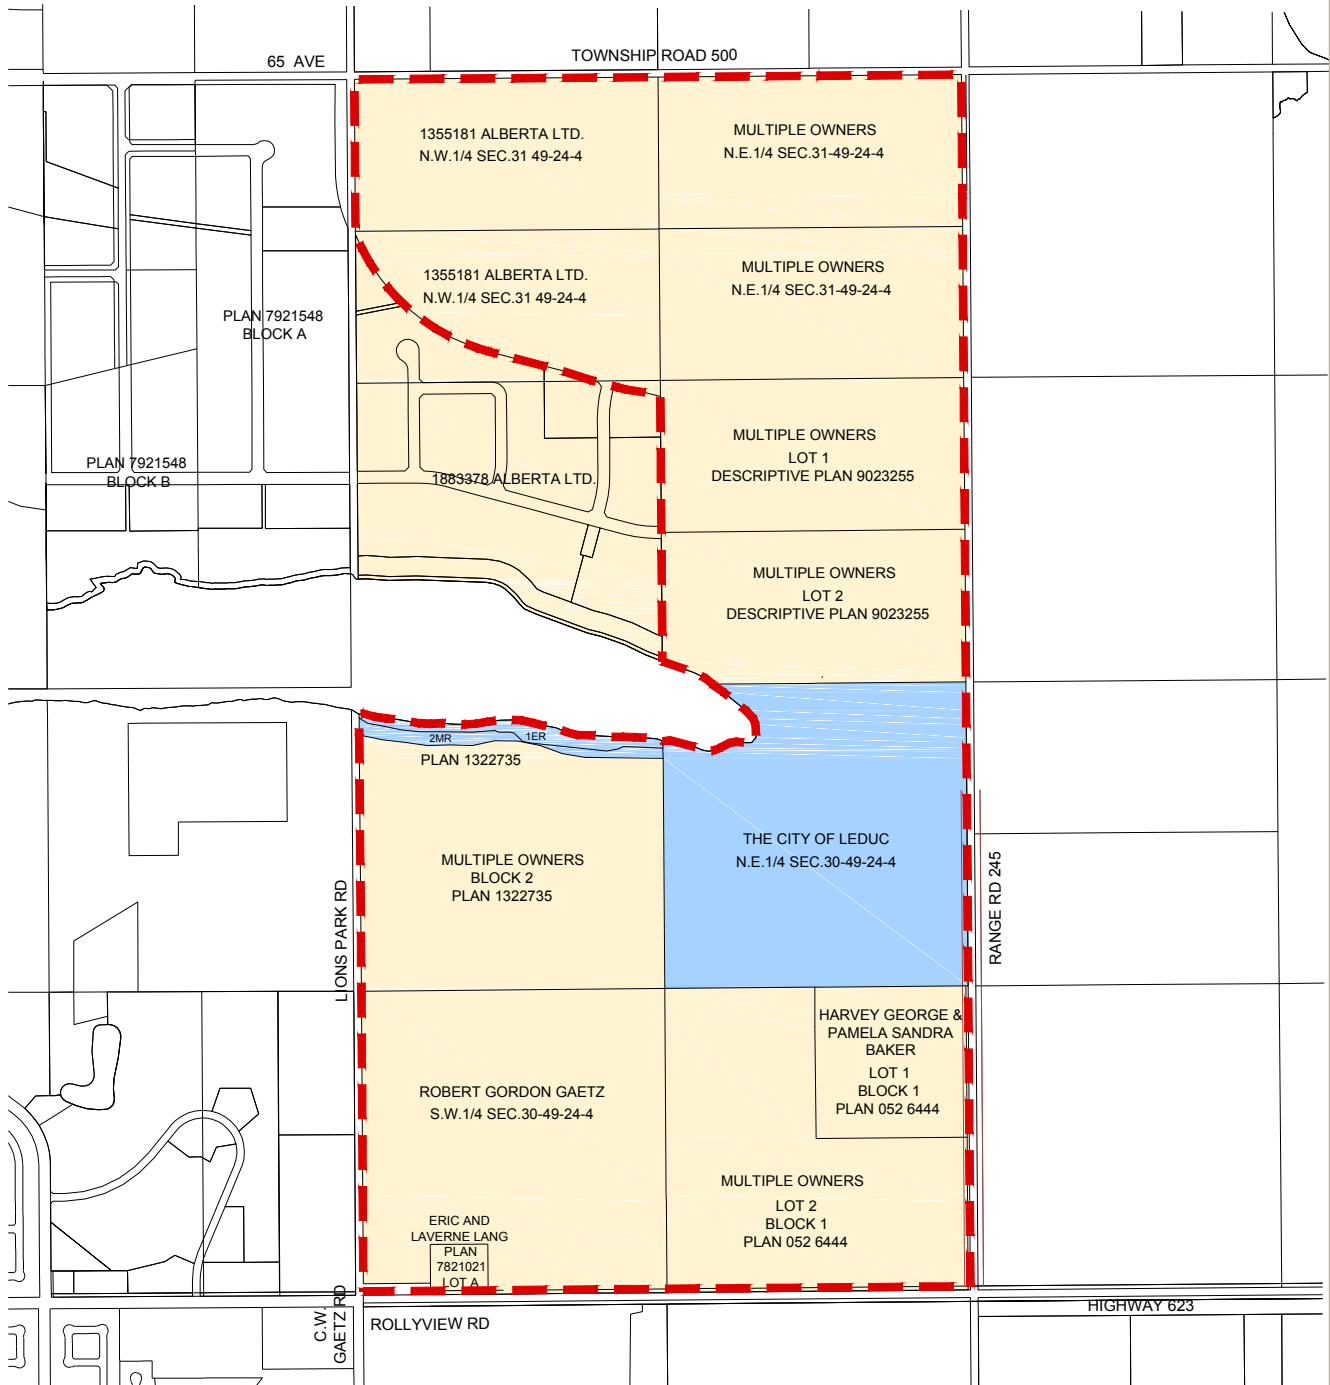 65 AVE
TOWNSHIP ROAD 500
1355181 ALBERTA LTD.
N.W.1/4 SEC.31 49-24-4
MULTIPLE OWNERS
N.E.1/4 SEC.31-49-24-4
1355181 ALBERTA LTD.
N.W.1/4 SEC.31 49-24-4
MULTIPLE OWNERS
N.E.1/4 SEC.31-49-24-4
PLAN 7921548
BLOCK A
PLAN 7921548
BLOCK B
1883378 ALBERTA LTD.
MULTIPLE OWNERS
LOT 1
DESCRIPTIVE PLAN 9023255
MULTIPLE OWNERS
LOT 2
DESCRIPTIVE PLAN 9023255
2MR
1ER
PLAN 1322735
MULTIPLE OWNERS
BLOCK 2
PLAN 1322735
THE CITY OF LEDUC
N.E.1/4 SEC.30-49-24-4
LIONS PARK RD
RANGE RD 245
HARVEY GEORGE &
PAMELA SANDRA
BAKER
LOT 1
BLOCK 1
PLAN 052 6444
ROBERT GORDON GAETZ
S.W.1/4 SEC.30-49-24-4
MULTIPLE OWNERS
LOT 2
BLOCK 1
PLAN 052 6444
ERIC AND
LAVERNE LANG
PLAN
7821021
LOT A
C.W.
GAETZ RD
ROLLYVIEW RD
HIGHWAY 623